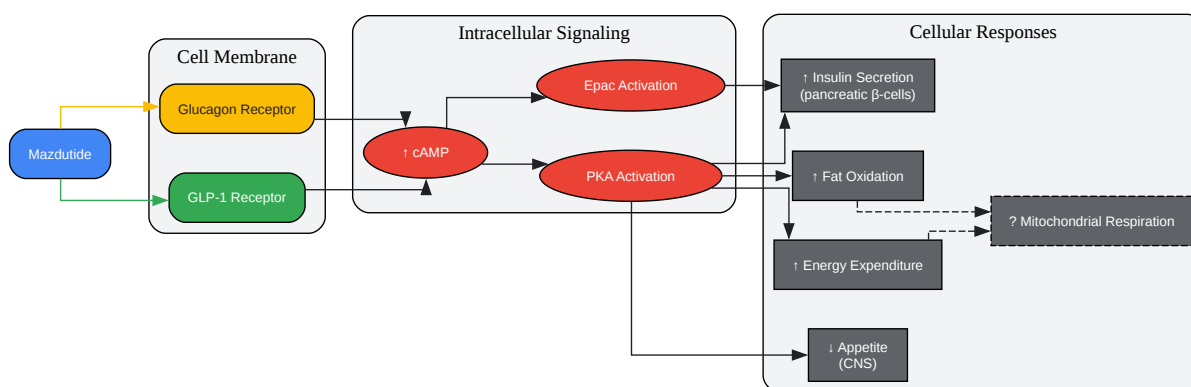 Cell Membrane
Intracellular Signaling
Cellular Responses
Mazdutide
Glucagon Receptor
GLP-1 Receptor
↑ cAMP
Epac Activation
PKA Activation
↑ Insulin Secretion
(pancreatic β-cells)
↑ Fat Oxidation
? Mitochondrial Respiration
↑ Energy Expenditure
↓ Appetite
(CNS)